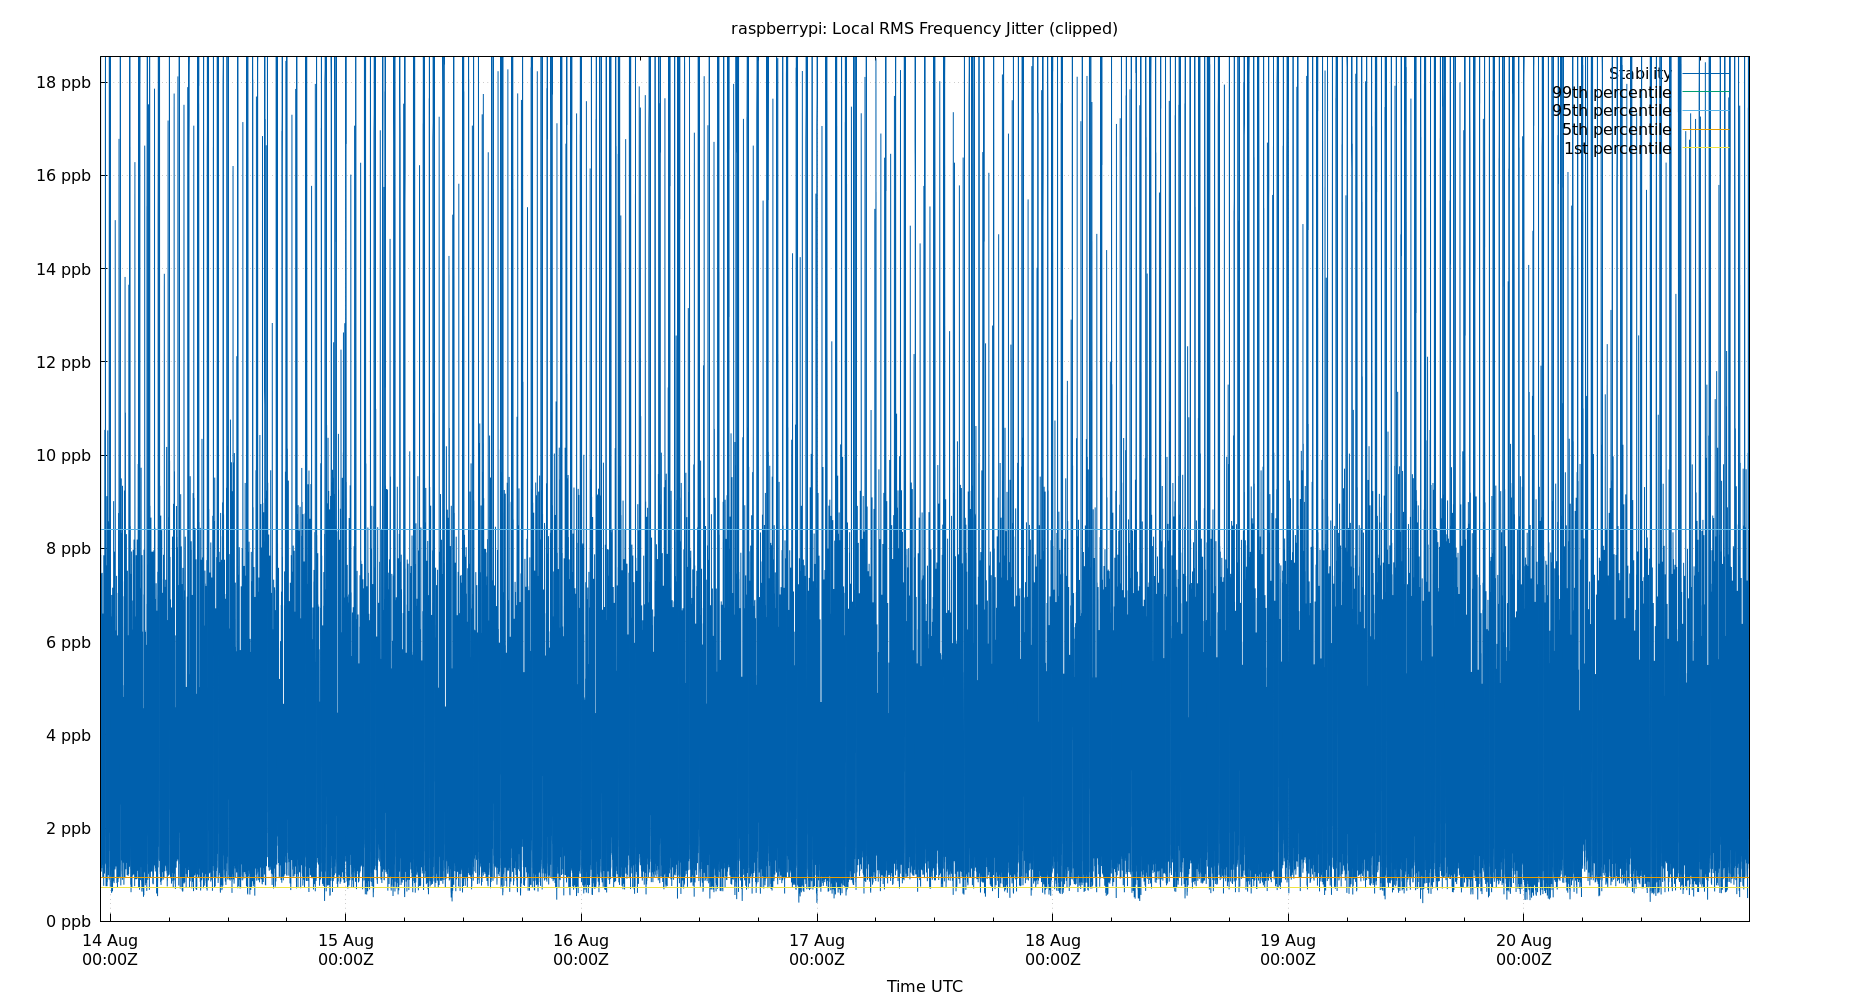 raspberrypi: Local RMS Frequency Jitter (clipped)
18 ppb
16 ppb
14 ppb
12 ppb
10 ppb
8 ppb
6 ppb
4 ppb
2 ppb
0 ppb
Stability
99th percentile
95th percentile
5th percentile
1st percentile
14 Aug 15 Aug 16 Aug 17 Aug 18 Aug 19 Aug 20 Aug
00:00Z 00:00Z 00:00Z 00:00Z 00:00Z 00:00Z 00:00Z
Time UTC